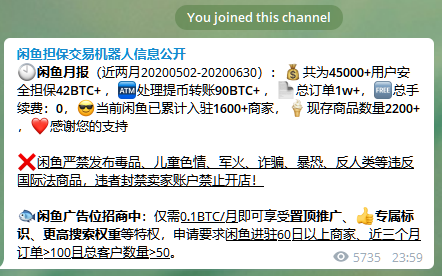 You joined this channel
闲鱼担保交易机器人信息公开
🕙闲鱼月报（近两月20200502-20200630）：💰共为45000+用户安
全担保42BTC+，🏧处理提币转账90BTC+，📄总订单1w+，🆓总手
续费：0，😎当前闲鱼已累计入驻1600+商家，🍦现存商品数量2200+
，❤️感谢您的支持
❌闲鱼严禁发布毒品、儿童色情、军火、诈骗、暴恐、反人类等违反
国际法商品，违者封禁卖家账户禁止开店！
🐟闲鱼广告位招商中：仅需0.1BTC/月即可享受置顶推广、👍专属标
识、更高搜索权重等特权，申请要求闲鱼进驻60日以上商家、近三个月
订单>100且总客户数量>50。
5735 23:59